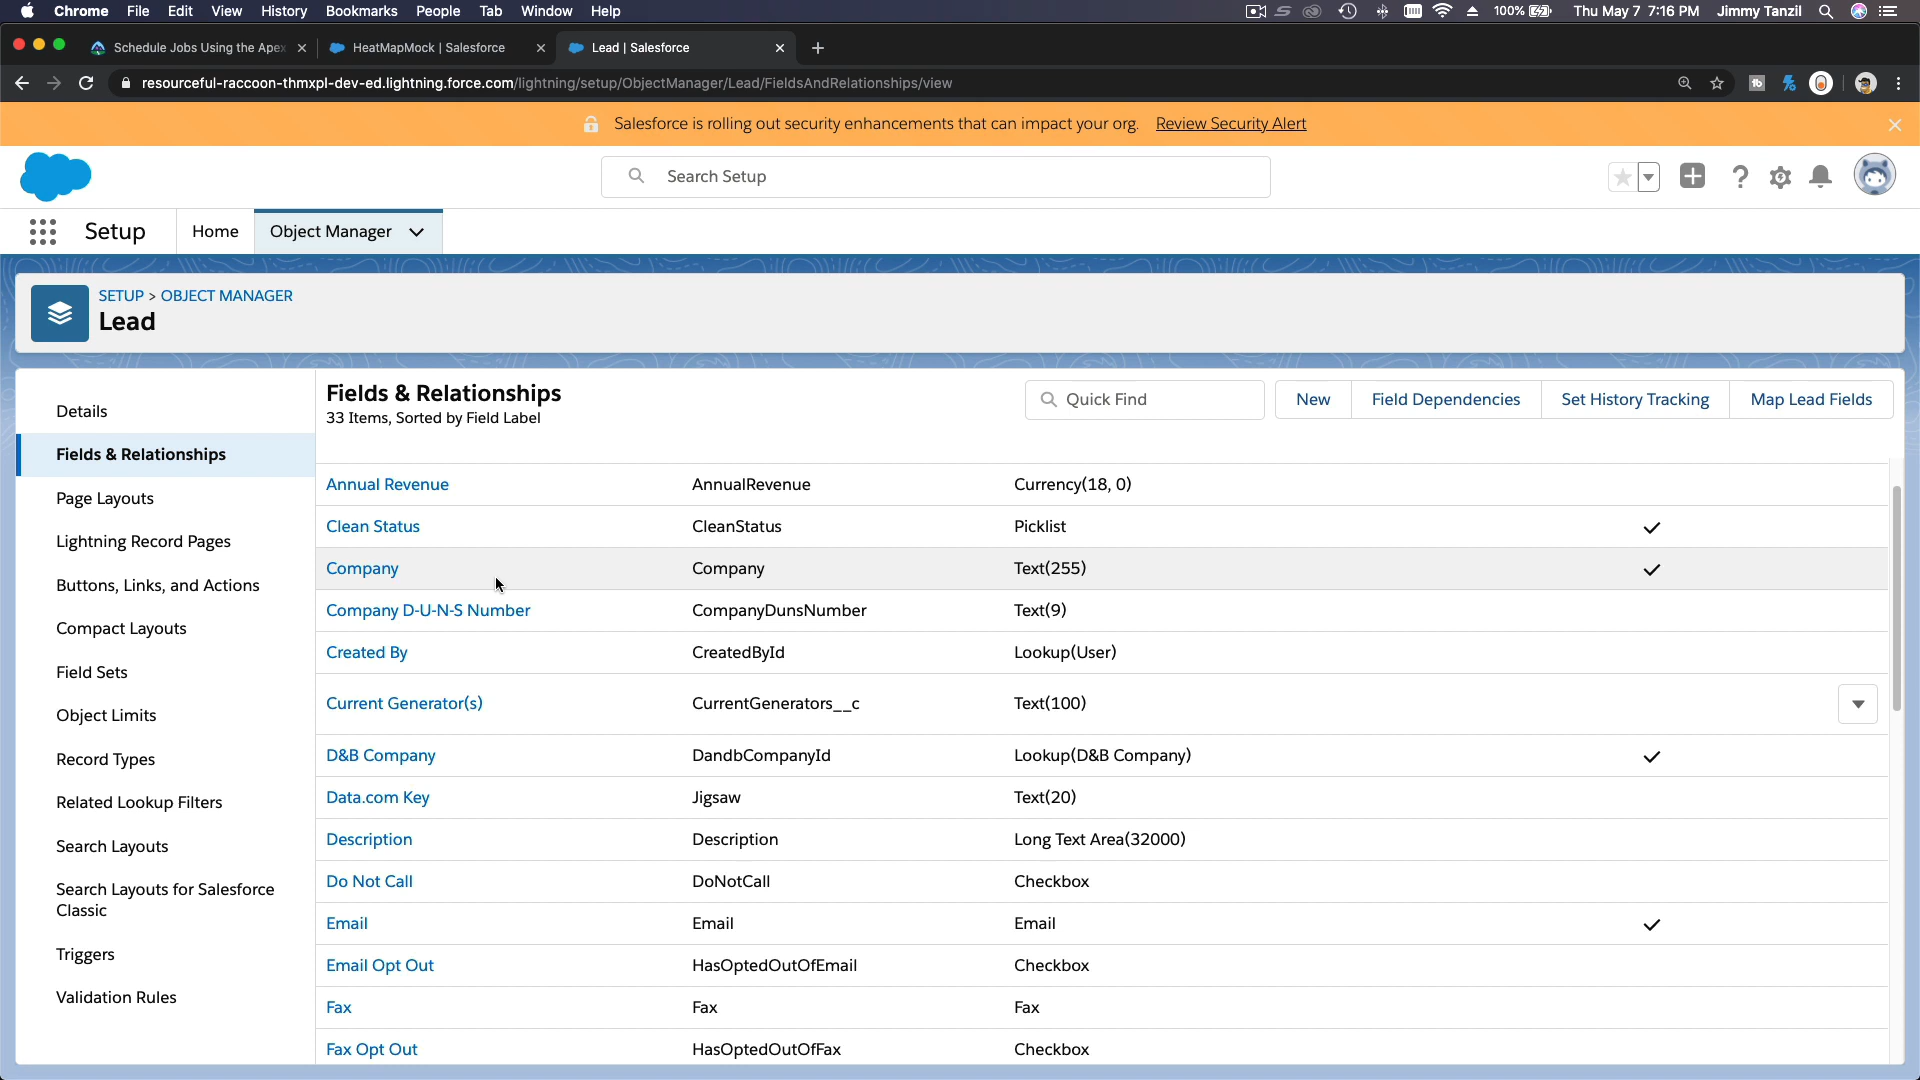 Chrome File Edit View History Bookmarks People Tab Window Help 100% Thu May 7 7:16 PM Jimmy Tanzil
Schedule Jobs Using the Apex HeatMapMock | Salesforce Lead | Salesforce
resourceful-raccoon-thmxpl-dev-ed.lightning.force.com/lightning/setup/ObjectManager/Lead/FieldsAndRelationships/view
Salesforce is rolling out security enhancements that can impact your org. Review Security Alert
Search Setup
Setup Home Object Manager
SETUP > OBJECT MANAGER
Lead
Details
Fields & Relationships
Page Layouts
Lightning Record Pages
Buttons, Links, and Actions
Compact Layouts
Field Sets
Object Limits
Record Types
Related Lookup Filters
Search Layouts
Search Layouts for Salesforce
Classic
Triggers
Validation Rules
Fields & Relationships
33 Items, Sorted by Field Label
Quick Find New Field Dependencies Set History Tracking Map Lead Fields
Annual Revenue AnnualRevenue Currency(18, 0)
Clean Status CleanStatus Picklist
Company Company Text(255)
Company D-U-N-S Number CompanyDunsNumber Text(9)
Created By CreatedById Lookup(User)
Current Generator(s) CurrentGenerators__c Text(100)
D&B Company DandbCompanyId Lookup(D&B Company)
Data.com Key Jigsaw Text(20)
Description Description Long Text Area(32000)
Do Not Call DoNotCall Checkbox
Email Email Email
Email Opt Out HasOptedOutOfEmail Checkbox
Fax Fax Fax
Fax Opt Out HasOptedOutOfFax Checkbox